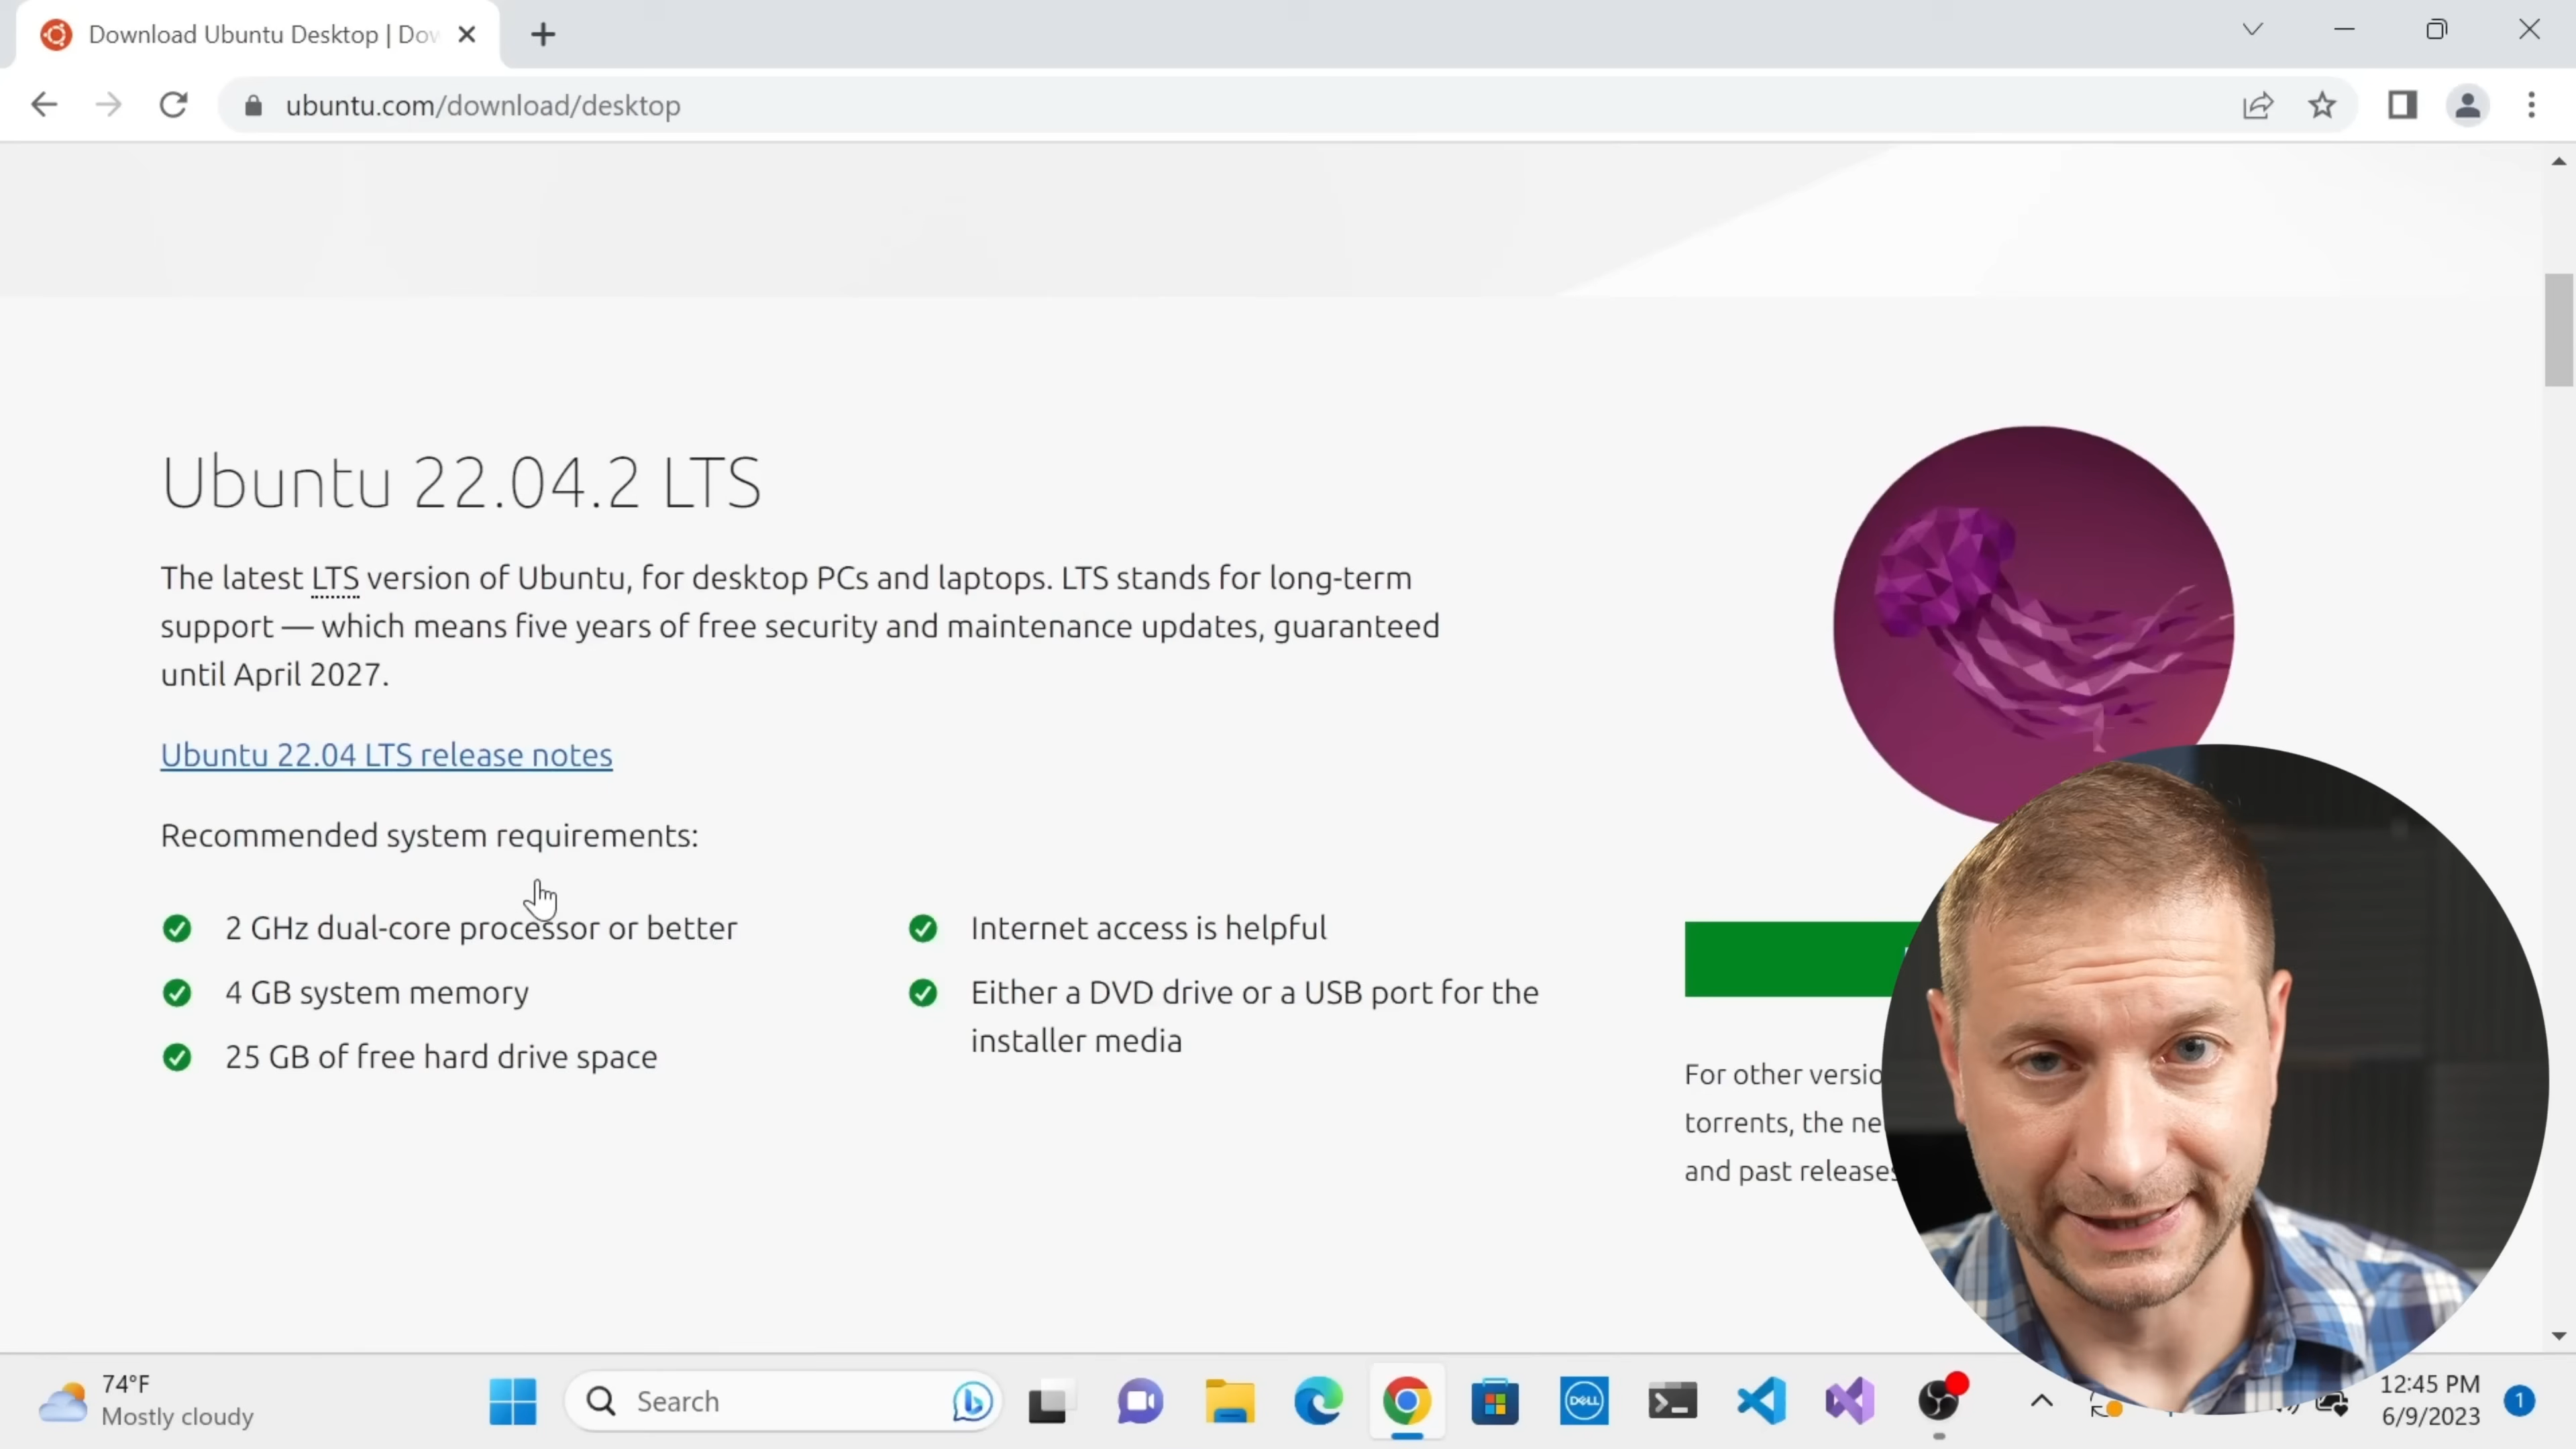 Download Ubuntu Desktop | Dow
ubuntu.com/download/desktop
Ubuntu 22.04.2 LTS
The latest LTS version of Ubuntu, for desktop PCs and laptops. LTS stands for long-term
support — which means five years of free security and maintenance updates, guaranteed
until April 2027.
Ubuntu 22.04 LTS release notes
Recommended system requirements:
2 GHz dual-core processor or better
4 GB system memory
25 GB of free hard drive space
Internet access is helpful
Either a DVD drive or a USB port for the
installer media
For other versio
torrents, the ne
and past releases
74°F
Mostly cloudy
Search
DELL
12:45 PM
6/9/2023
1